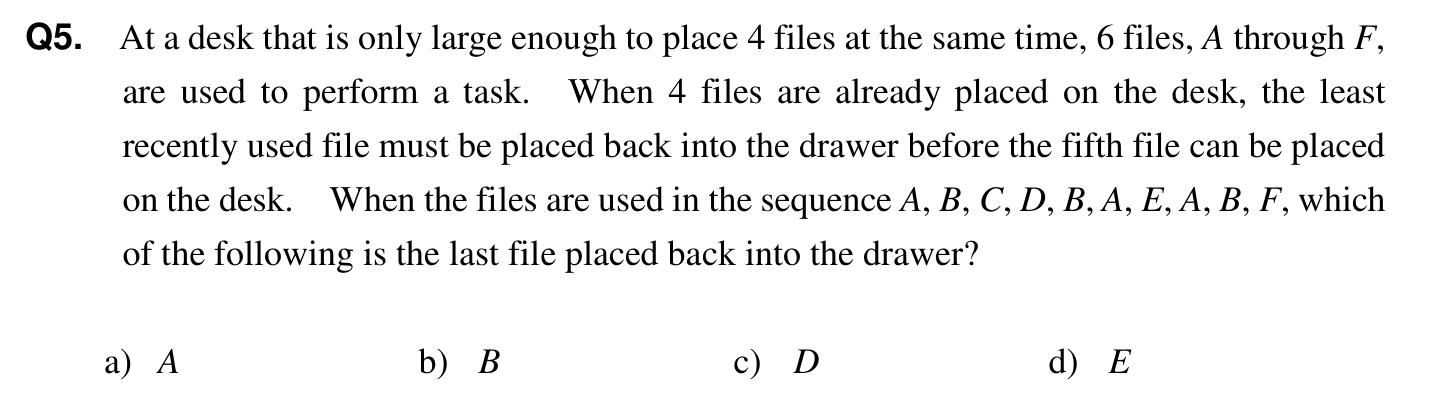 Q5. At a desk that is only large enough to place 4 files at the same time, 6 files, A through F,
are used to perform a task. When 4 files are already placed on the desk, the least
recently used file must be placed back into the drawer before the fifth file can be placed
on the desk. When the files are used in the sequence A, B, C, D, B, A, E, A, B, F, which
of the following is the last file placed back into the drawer?
a) A b) B c) D d) E